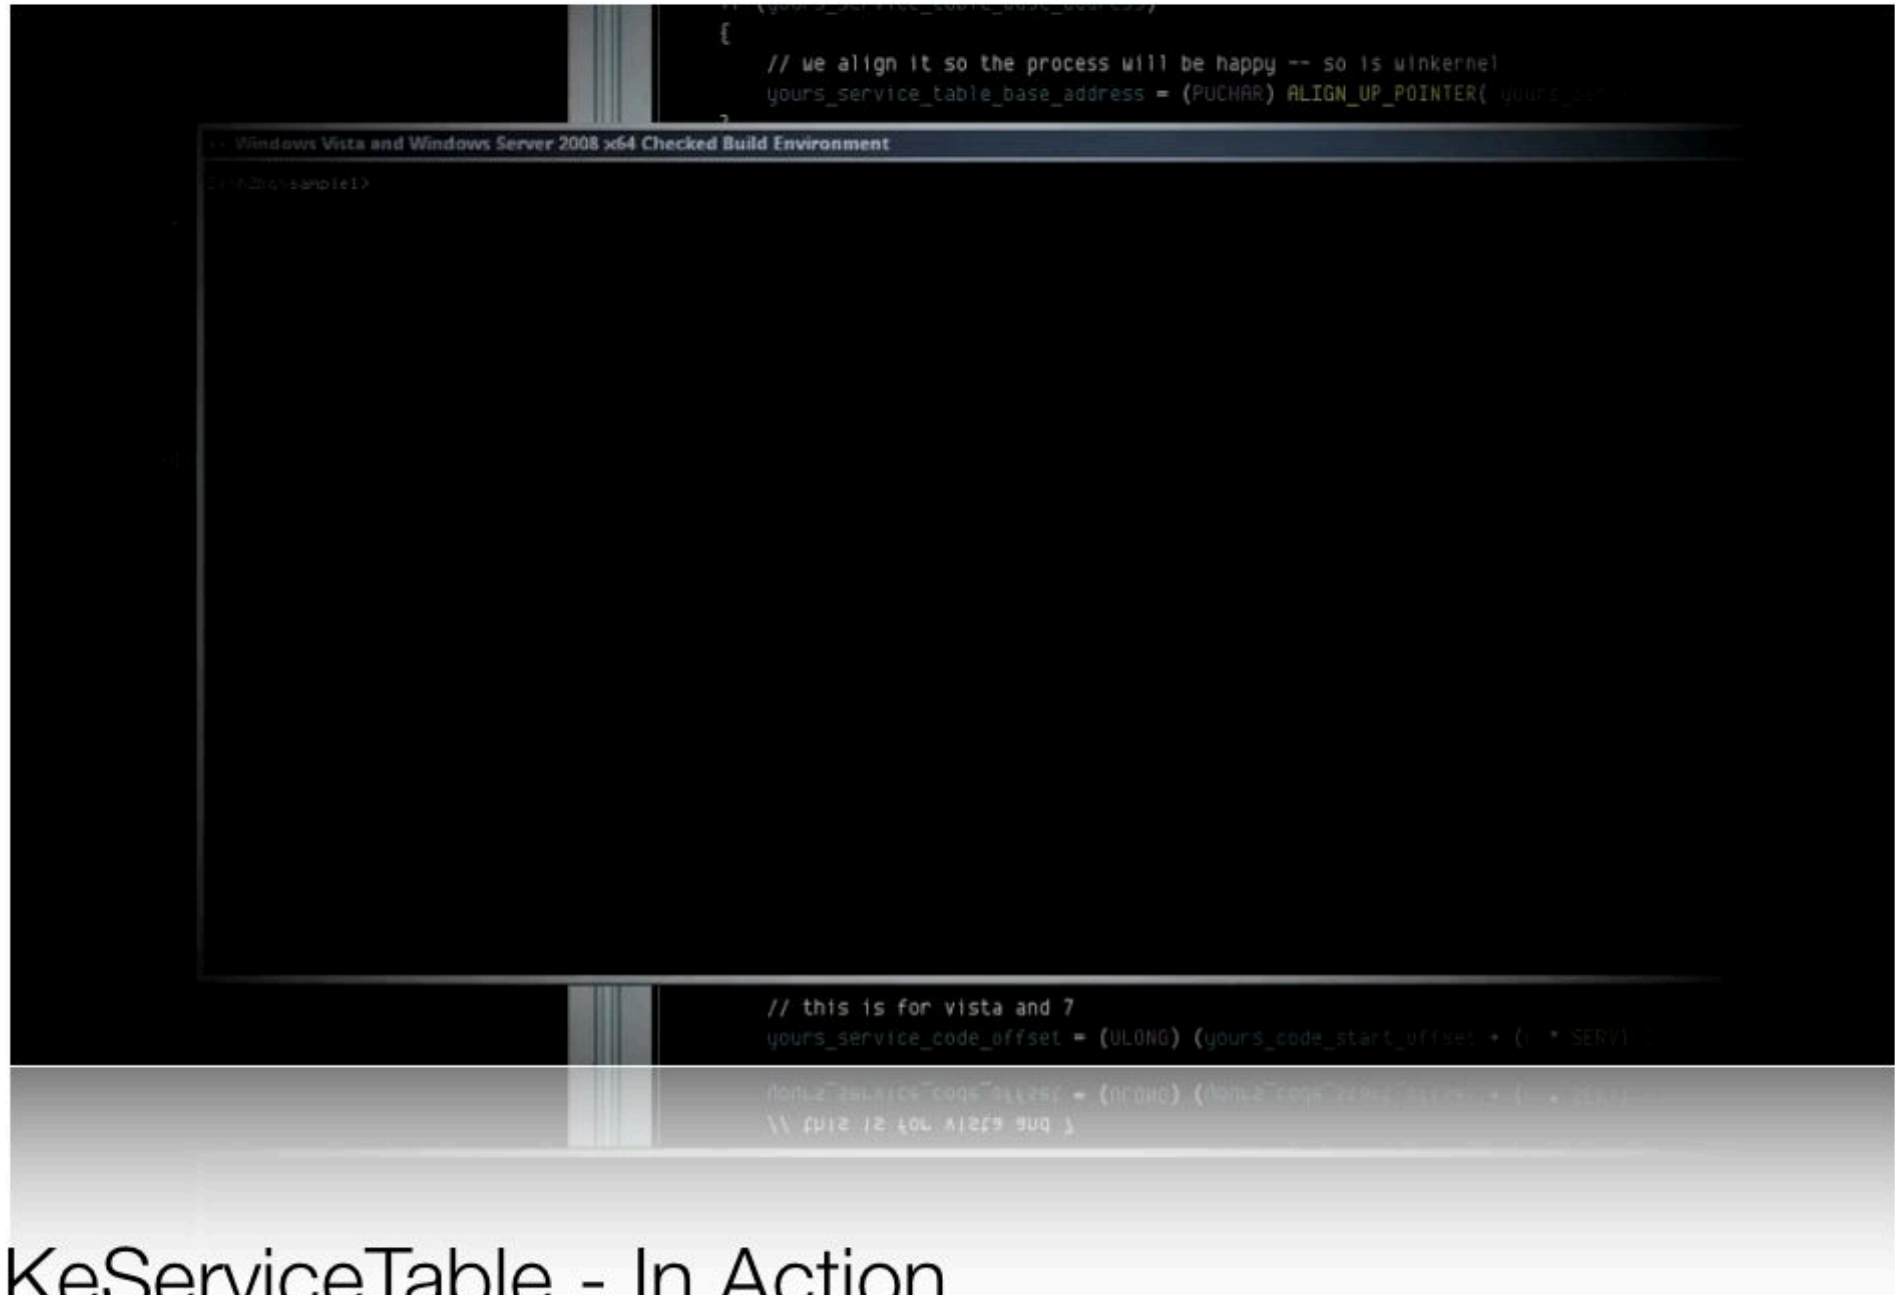 (yours_service_table_base_address)
{
// we align it so the process will be happy -- so is winkernel
yours_service_table_base_address = (PUCHAR) ALIGN_UP_POINTER(
Windows Vista and Windows Server 2008 x64 Checked Build Environment
// this is for vista and 7
yours_service_code_offset = (ULONG) (yours_code_start_offset + (
KeServiceTable - In Action